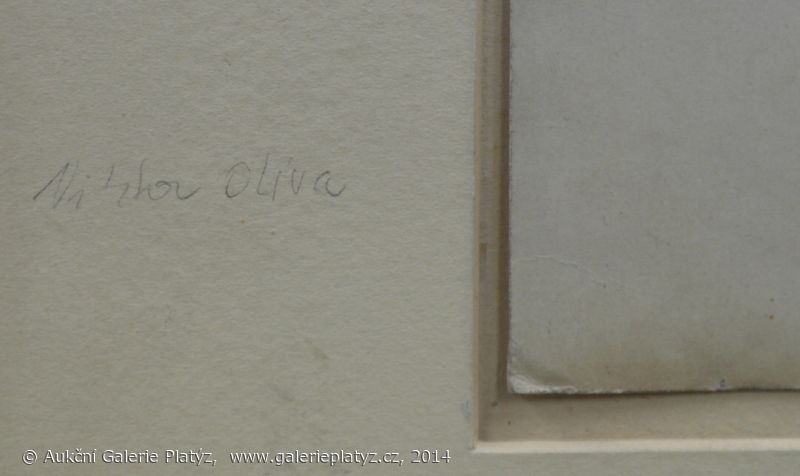 Viktor Oliva
© Aukční Galerie Platýz, www.galerieplatyz.cz, 2014